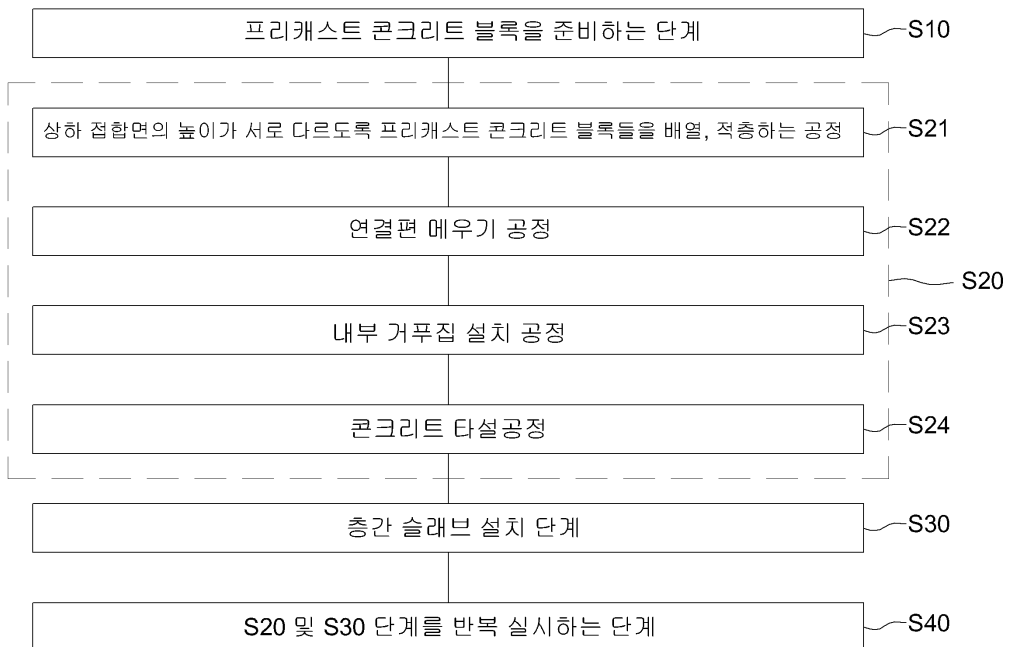 프리캐스트 콘크리트 블록을 준비하는 단계 S10
상하 접합면의 높이가 서로 다르도록 프리캐스트 콘크리트 블록들을 배열, 적층하는 공정 S21
연결편 메우기 공정 S22
S20
내부 거푸집 설치 공정 S23
콘크리트 타설공정 S24
층간 슬래브 설치 단계 S30
S20 및 S30 단계를 반복 실시하는 단계 S40